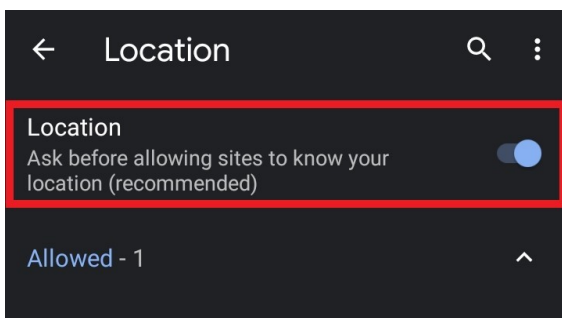 Location
Location
Ask before allowing sites to know your
location (recommended)
Allowed - 1